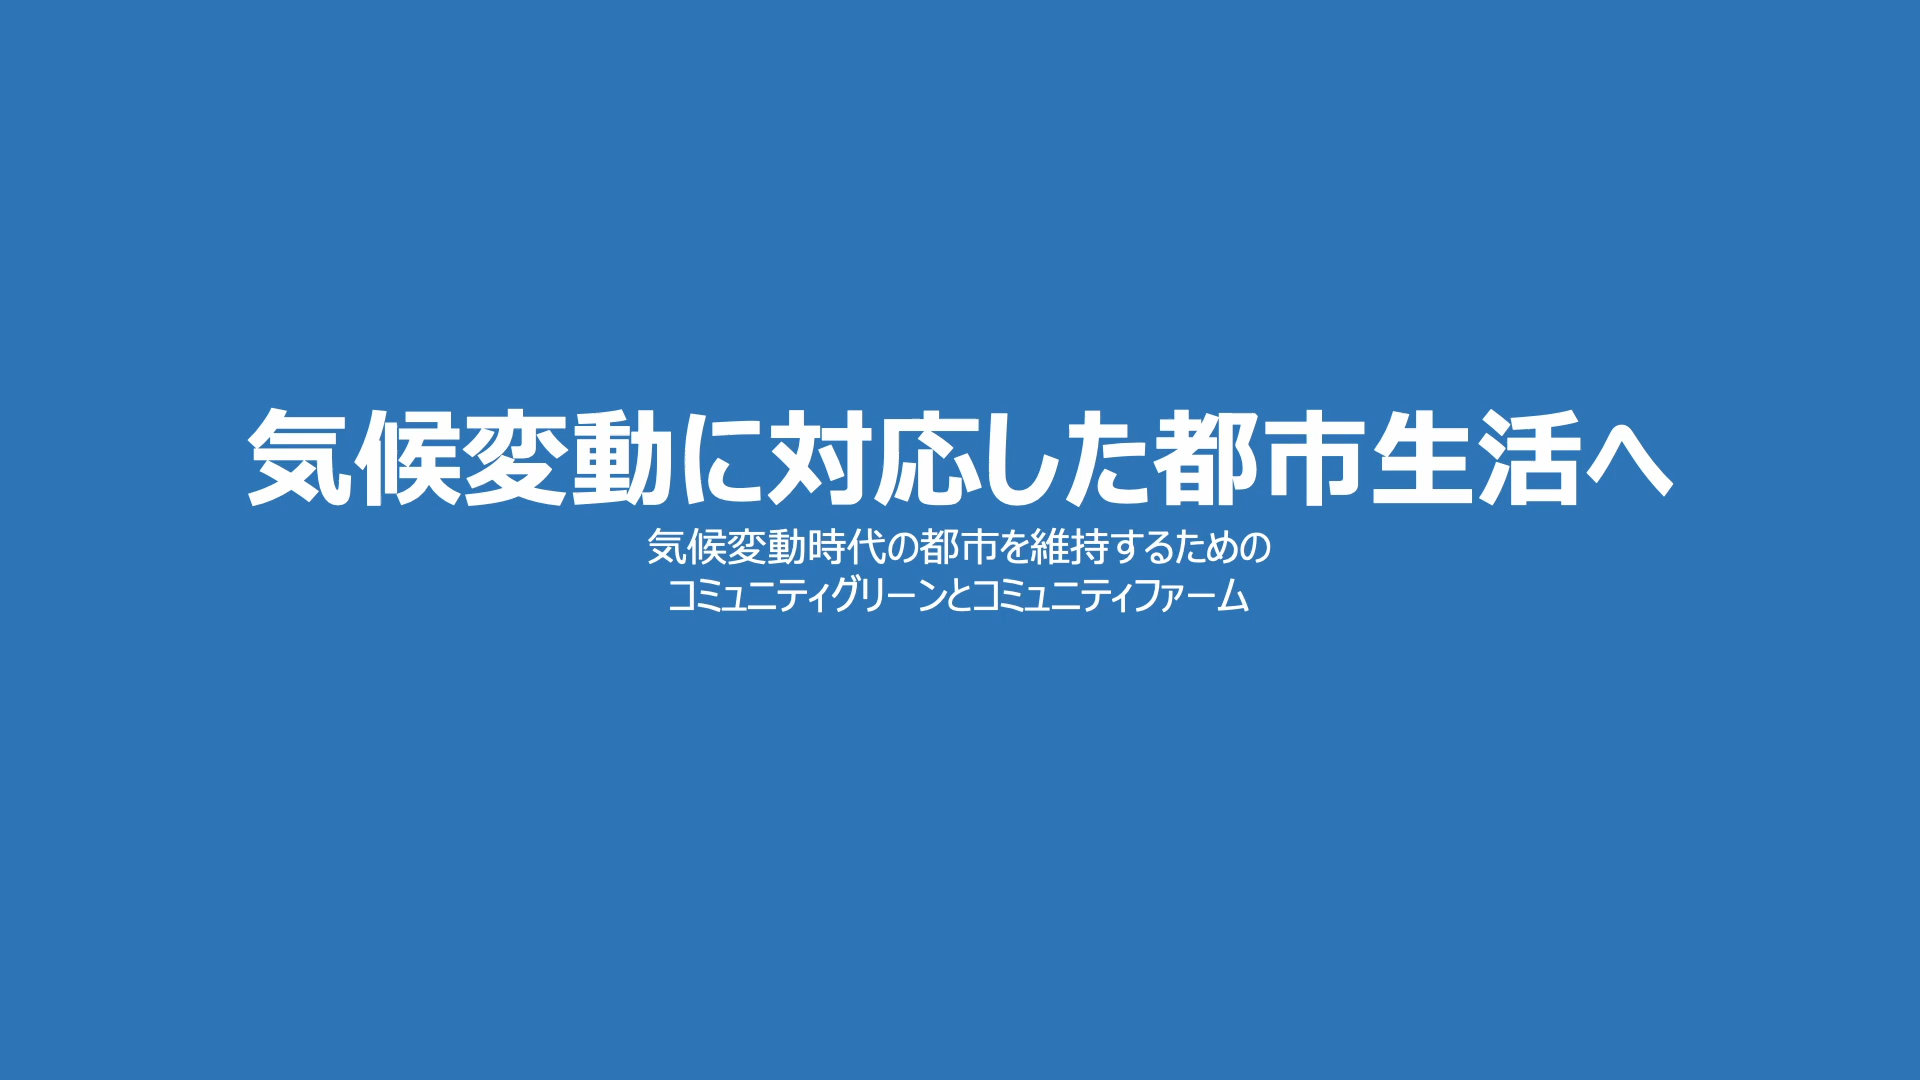 気候変動に対応した都市生活へ
気候変動時代の都市を維持するための
コミュニティグリーンとコミュニティファーム